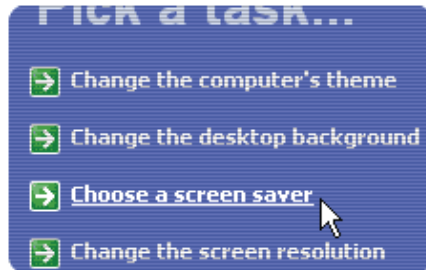 Pick a task...
Change the computer's theme
Change the desktop background
Choose a screen saver
Change the screen resolution